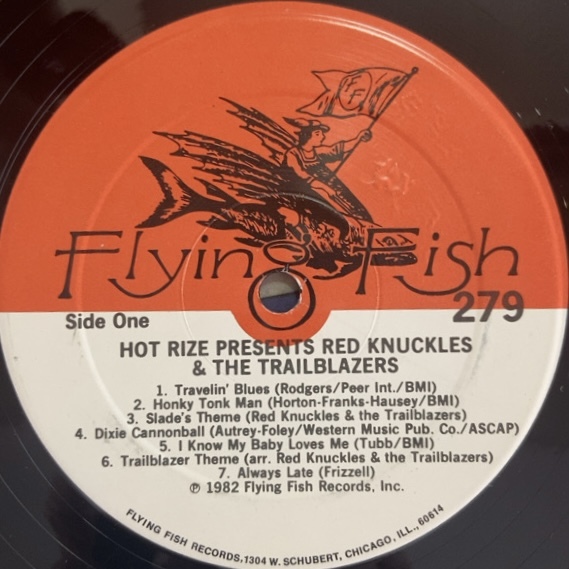 FF
Flying Fish
279
Side One
HOT RIZE PRESENTS RED KNUCKLES
& THE TRAILBLAZERS
1. Travelin' Blues (Rodgers/Peer Int./BMI)
2. Honky Tonk Man (Horton-Franks-Hausey/BMI)
3. Slade's Theme (Red Knuckles & the Trailblazers)
4. Dixie Cannonball (Autrey-Foley/Western Music Pub. Co./ASCAP)
5. I Know My Baby Loves Me (Tubb/BMI)
6. Trailblazer Theme (arr. Red Knuckles & the Trailblazers)
7. Always Late (Frizzell)
℗ 1982 Flying Fish Records, Inc.
FLYING FISH RECORDS, 1304 W. SCHUBERT, CHICAGO, ILL., 60614